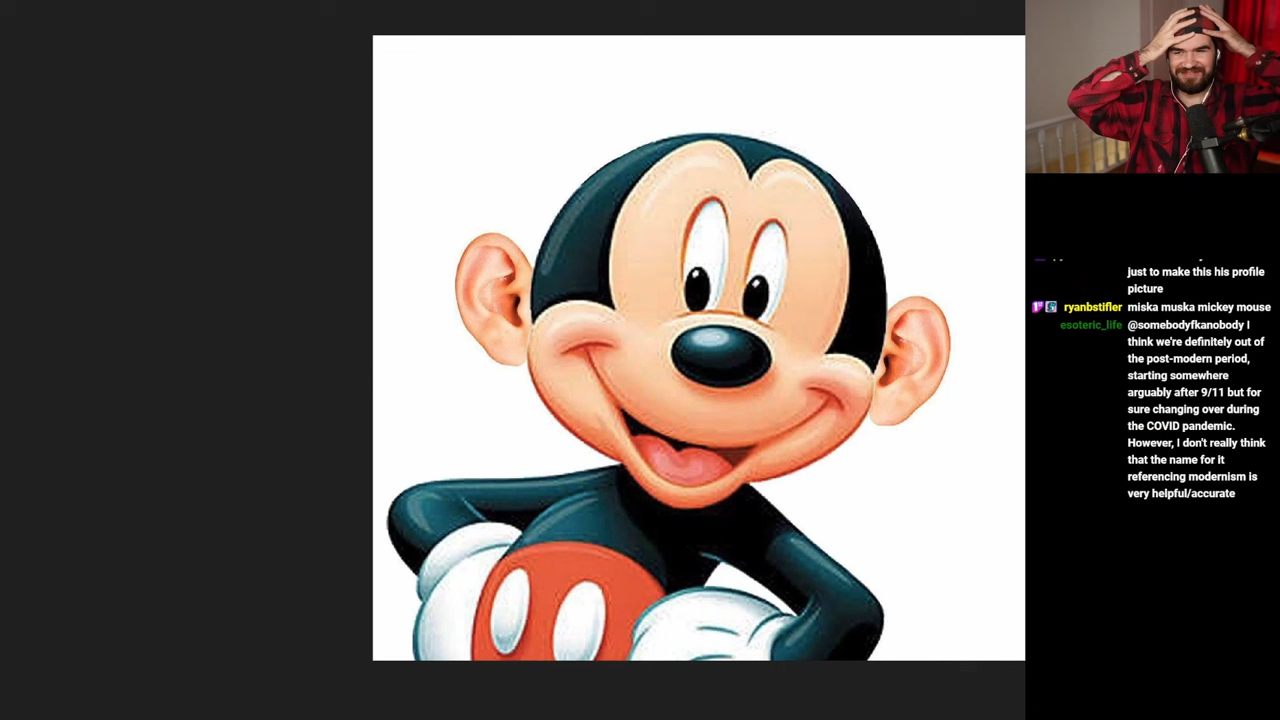 just to make this his profile
picture
ryanbstifler miska muska mickey mouse
esoteric_life @somebodyfkanobody I
think we're definitely out of
the post-modern period,
starting somewhere
arguably after 9/11 but for
sure changing over during
the COVID pandemic.
However, I don't really think
that the name for it
referencing modernism is
very helpful/accurate